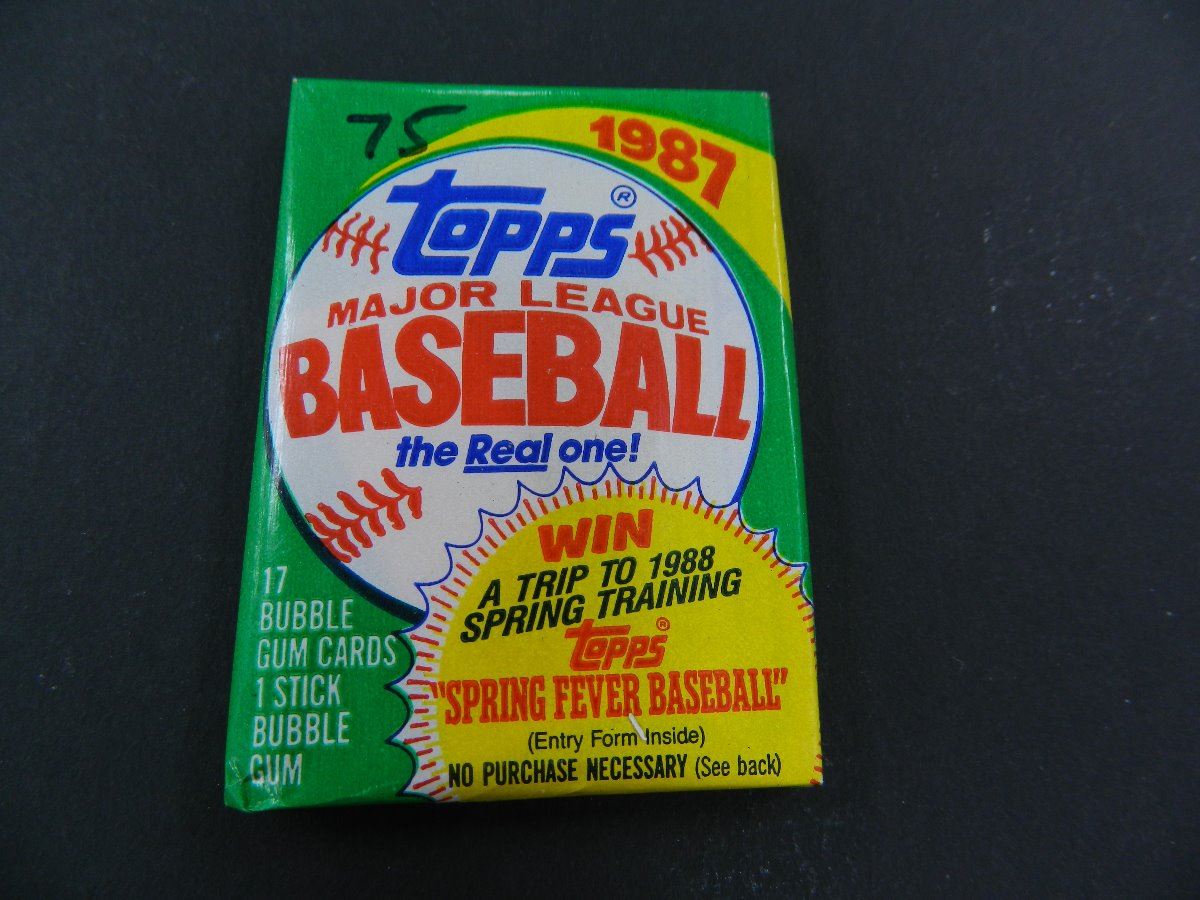 75
1987
topps®
MAJOR LEAGUE
BASEBALL
the Real one!
WIN
A TRIP TO 1988
SPRING TRAINING
topps®
"SPRING FEVER BASEBALL"
(Entry Form Inside)
NO PURCHASE NECESSARY (See back)
17
BUBBLE
GUM CARDS
1 STICK
BUBBLE
GUM